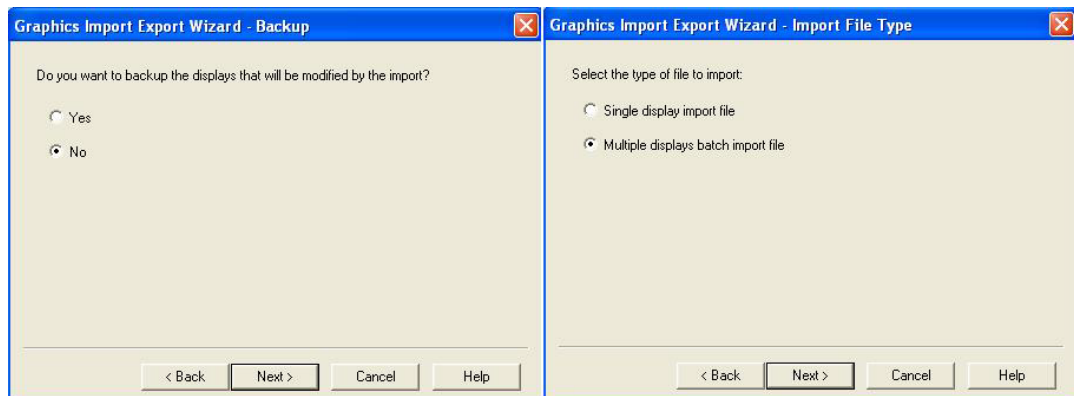 Graphics Import Export Wizard - Backup
Do you want to backup the displays that will be modified by the import?
Yes
No
< Back Next > Cancel Help
Graphics Import Export Wizard - Import File Type
Select the type of file to import:
Single display import file
Multiple displays batch import file
< Back Next > Cancel Help